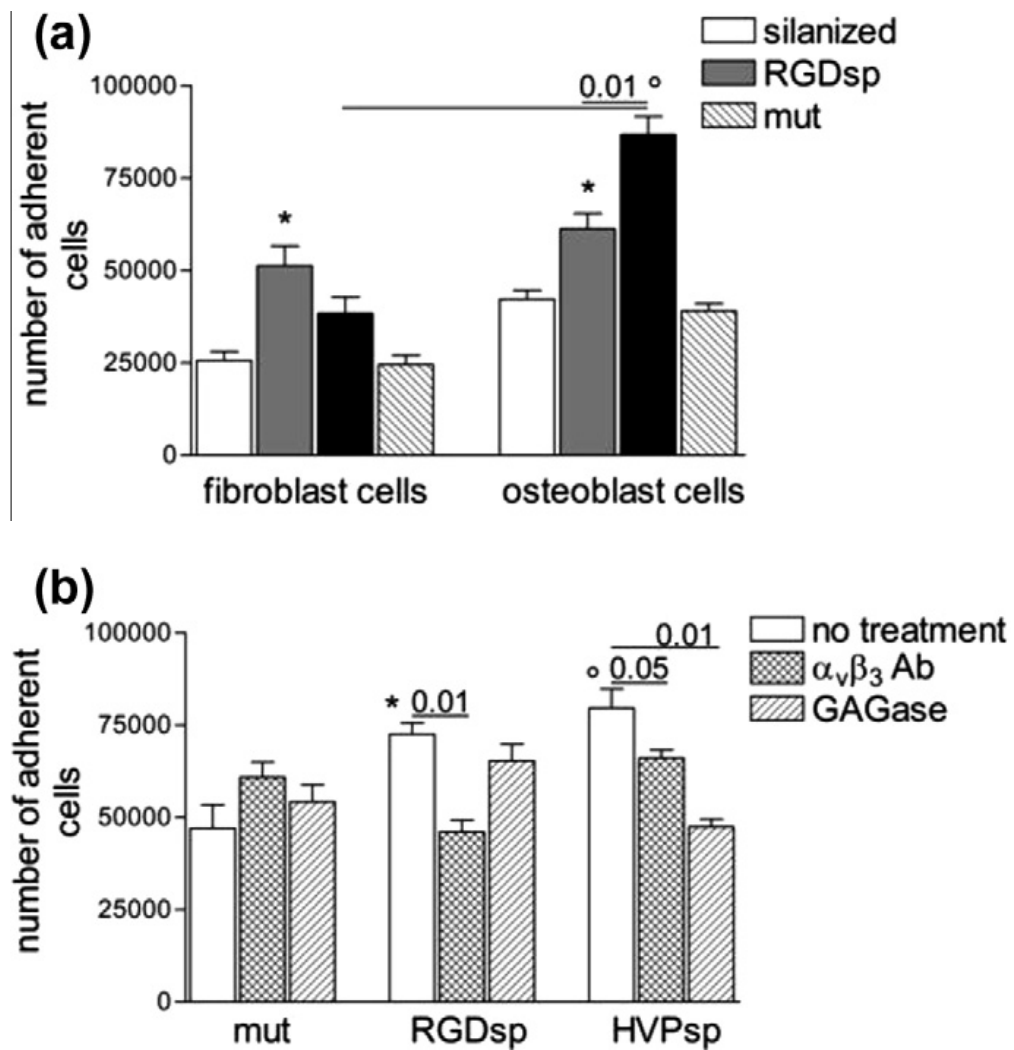 (a)
silanized
RGDsp
mut
0.01 °
100000
75000
50000
25000
0
*
*
number of adherent
cells
fibroblast cells
osteoblast cells
(b)
no treatment
αvβ3 Ab
GAGase
100000
75000
50000
25000
0
* 0.01
0.01
° 0.05
number of adherent
cells
mut
RGDsp
HVPsp